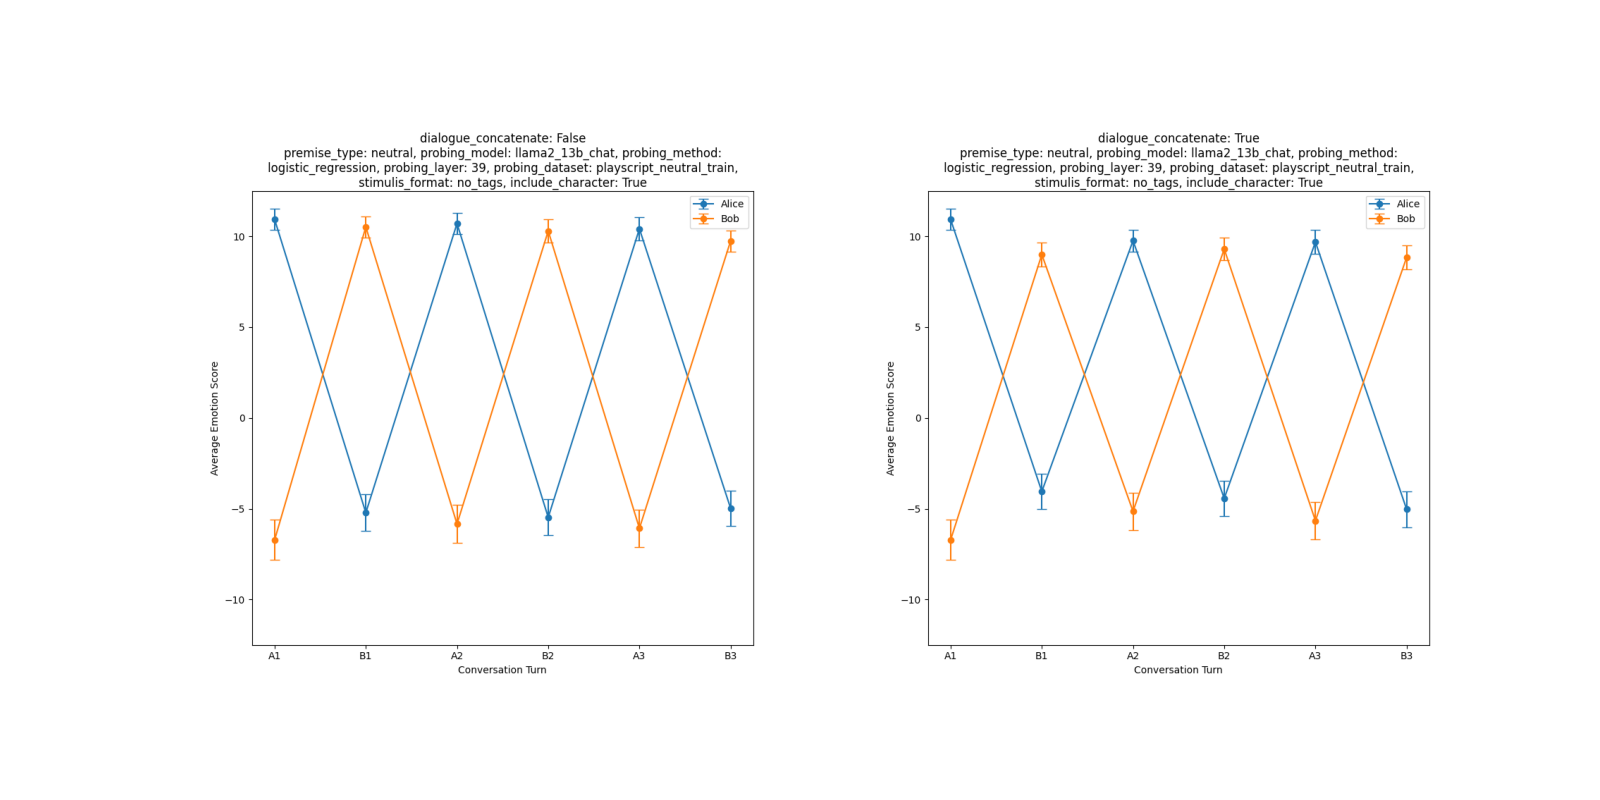 dialogue_concatenate: False
premise_type: neutral, probing_model: llama2_13b_chat, probing_method:
logistic_regression, probing_layer: 39, probing_dataset: playscript_neutral_train,
stimulis_format: no_tags, include_character: True
Alice
Bob
10
5
0
−5
−10
Average Emotion Score
A1
B1
A2
B2
A3
B3
Conversation Turn
dialogue_concatenate: True
premise_type: neutral, probing_model: llama2_13b_chat, probing_method:
logistic_regression, probing_layer: 39, probing_dataset: playscript_neutral_train,
stimulis_format: no_tags, include_character: True
Alice
Bob
10
5
0
−5
−10
Average Emotion Score
A1
B1
A2
B2
A3
B3
Conversation Turn